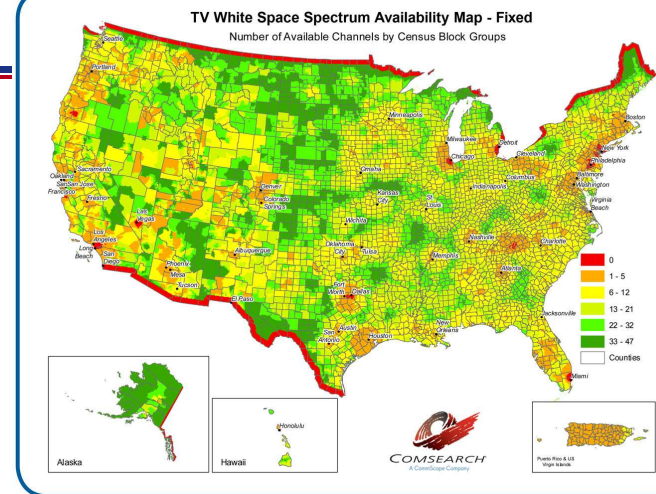 TV White Space Spectrum Availability Map - Fixed
Number of Available Channels by Census Block Groups
Seattle
Portland
Minneapolis
Boston
Milwaukee
Detroit
New York
Chicago
Cleveland
Philadelphia
Sacramento
Omaha
Columbus
Baltimore
Oakland
Washington
San Francisco
San Jose
Indianapolis
Denver
Kansas City
St. Louis
Virginia Beach
Fresno
Colorado Springs
Las Vegas
Wichita
Nashville
Los Angeles
Albuquerque
Oklahoma City
Tulsa
Memphis
Charlotte
Long Beach
San Diego
Phoenix
Mesa
Atlanta
Tucson
Fort Worth
Dallas
El Paso
Jacksonville
Austin
New Orleans
San Antonio
Houston
Miami
0
1 - 5
6 - 12
13 - 21
22 - 32
33 - 47
Counties
Alaska
Honolulu
Hawaii
COMSEARCH
A CommScope Company
Puerto Rico & US
Virgin Islands